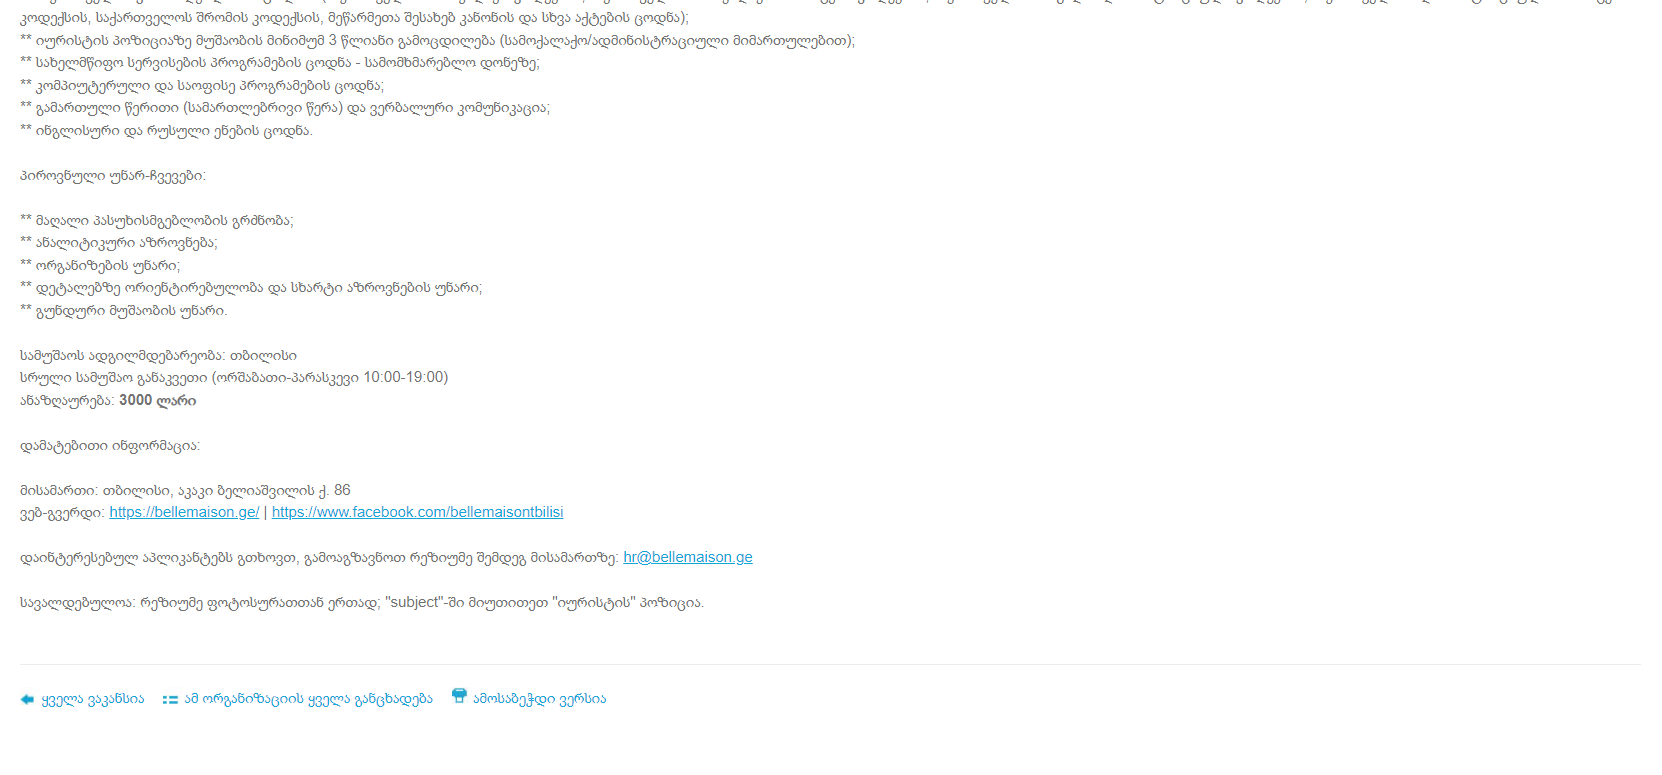 კოდექსის, საქართველოს შრომის კოდექსის, მეწარმეთა შესახებ კანონის და სხვა აქტების ცოდნა);
** იურისტის პოზიციაზე მუშაობის მინიმუმ 3 წლიანი გამოცდილება (სამოქალაქო/ადმინისტრაციული მიმართულებით);
** სახელმწიფო სერვისების პროგრამების ცოდნა - სამომხმარებლო დონეზე;
** კომპიუტერული და საოფისე პროგრამების ცოდნა;
** გამართული წერითი (სამართლებრივი წერა) და ვერბალური კომუნიკაცია;
** ინგლისური და რუსული ენების ცოდნა.
პიროვნული უნარ-ჩვევები:
** მაღალი პასუხისმგებლობის გრძნობა;
** ანალიტიკური აზროვნება;
** ორგანიზების უნარი;
** დეტალებზე ორიენტირებულობა და სხარტი აზროვნების უნარი;
** გუნდური მუშაობის უნარი.
სამუშაოს ადგილმდებარეობა: თბილისი
სრული სამუშაო განაკვეთი (ორშაბათი-პარასკევი 10:00-19:00)
ანაზღაურება: 3000 ლარი
დამატებითი ინფორმაცია:
მისამართი: თბილისი, აკაკი ბელიაშვილის ქ. 86
ვებ-გვერდი: https://bellemaison.ge/ | https://www.facebook.com/bellemaisontbilisi
დაინტერესებულ აპლიკანტებს გთხოვთ, გამოაგზავნოთ რეზიუმე შემდეგ მისამართზე: hr@bellemaison.ge
სავალდებულოა: რეზიუმე ფოტოსურათთან ერთად; "subject"-ში მიუთითეთ "იურისტის" პოზიცია.
ყველა ვაკანსია ამ ორგანიზაციის ყველა განცხადება ამოსაბეჭდი ვერსია